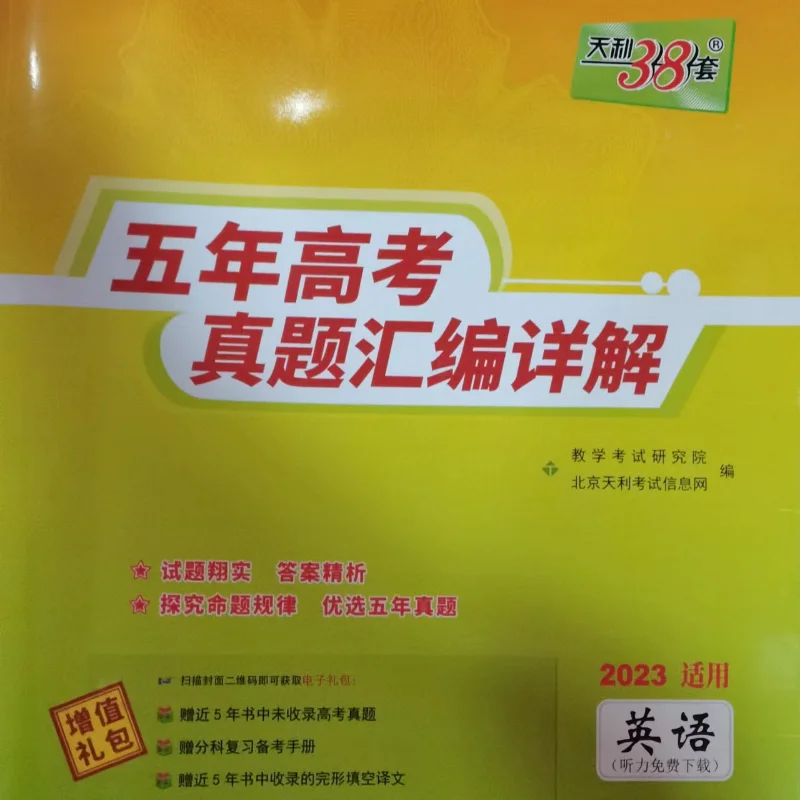 天利38套®
五年高考
真题汇编详解
教学考试研究院
北京天利考试信息网
编
试题翔实 答案精析
探究命题规律 优选五年真题
扫描封面二维码即可获取电子礼包:
增值
礼包
赠近5年书中未收录高考真题
赠分科复习备考手册
赠近5年书中收录的完形填空译文
2023 适用
英语
(听力免费下载)